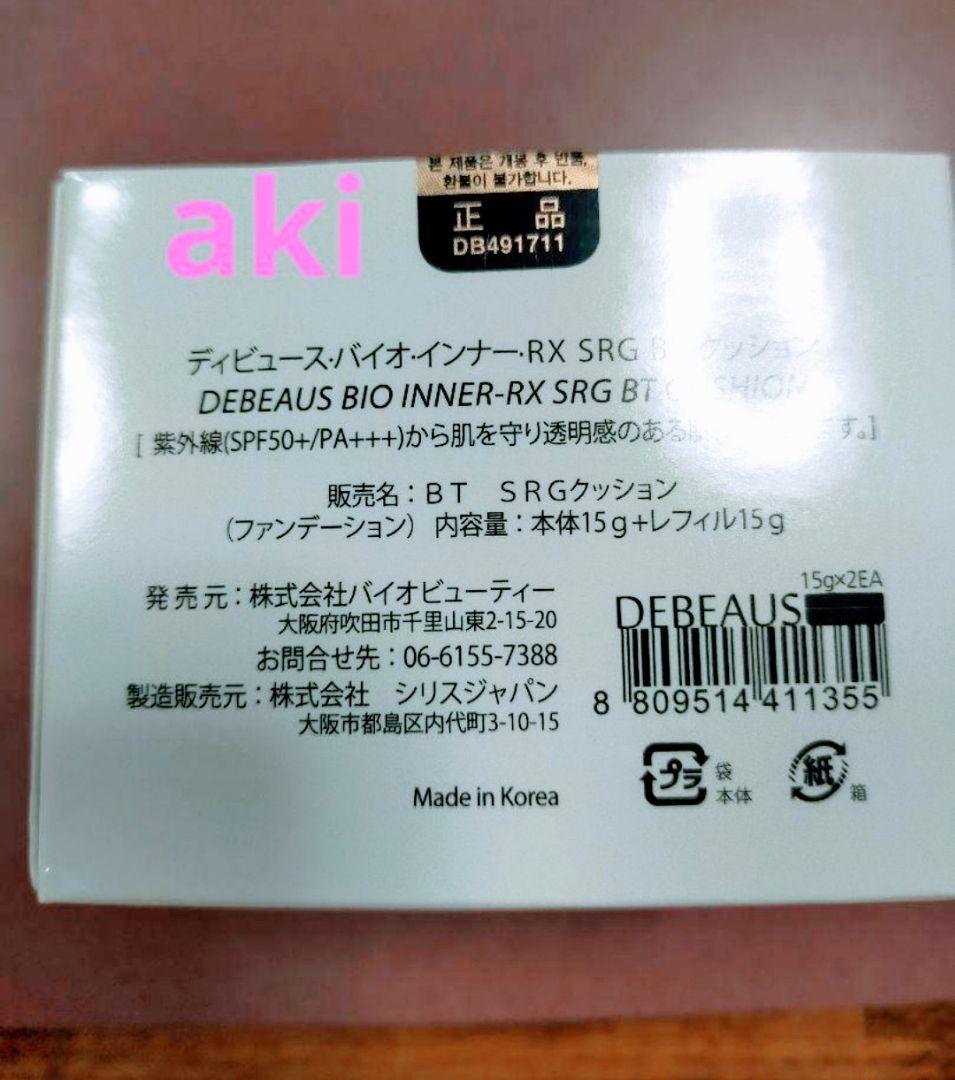 본 제품은 개봉 후 반품,
환불이 불가합니다.
aki
正 品
DB491711
ディビュース・バイオ・インナー・RX SRG クッション
DEBEAUS BIO INNER-RX SRG BT CUSHION
[ 紫外線(SPF50+/PA+++)から肌を守り透明感のある す。]
販売名：ＢＴ　ＳＲＧクッション
（ファンデーション） 内容量：本体15ｇ+レフィル15ｇ
発 売 元：株式会社バイオビューティー
大阪府吹田市千里山東2-15-20
お問合せ先：06-6155-7388
製造販売元：株式会社　シリスジャパン
大阪市都島区内代町3-10-15
Made in Korea
15g×2EA
DEBEAUS
8 809514 411355
プラ 袋
本体
紙 箱